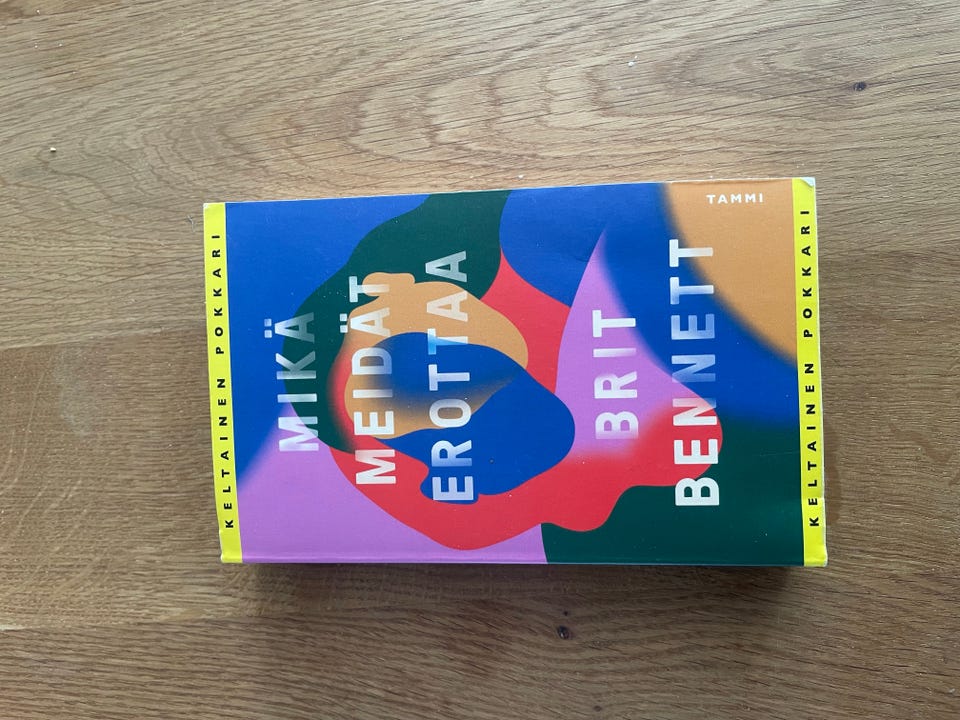 KELTAINEN POKKARI
MIKÄ
MEIDÄT
EROTTAA
BRIT
BENNETT
TAMMI
KELTAINEN POKKARI